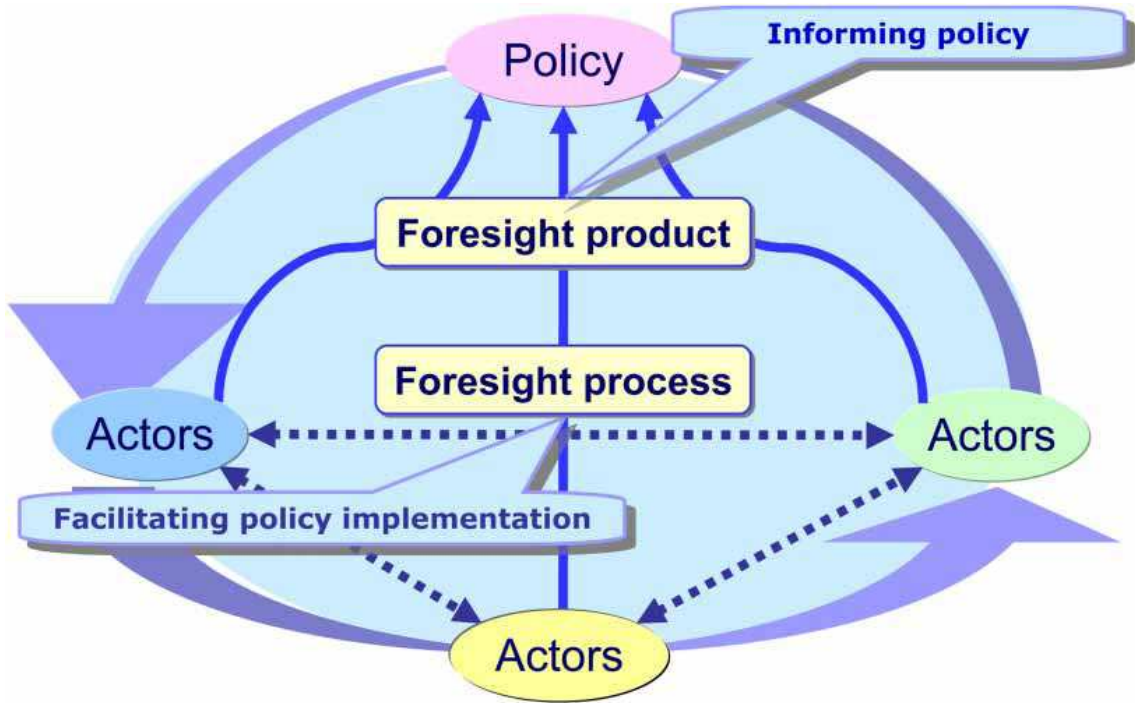 Informing policy
Policy
Foresight product
Foresight process
Actors
Actors
Facilitating policy implementation
Actors